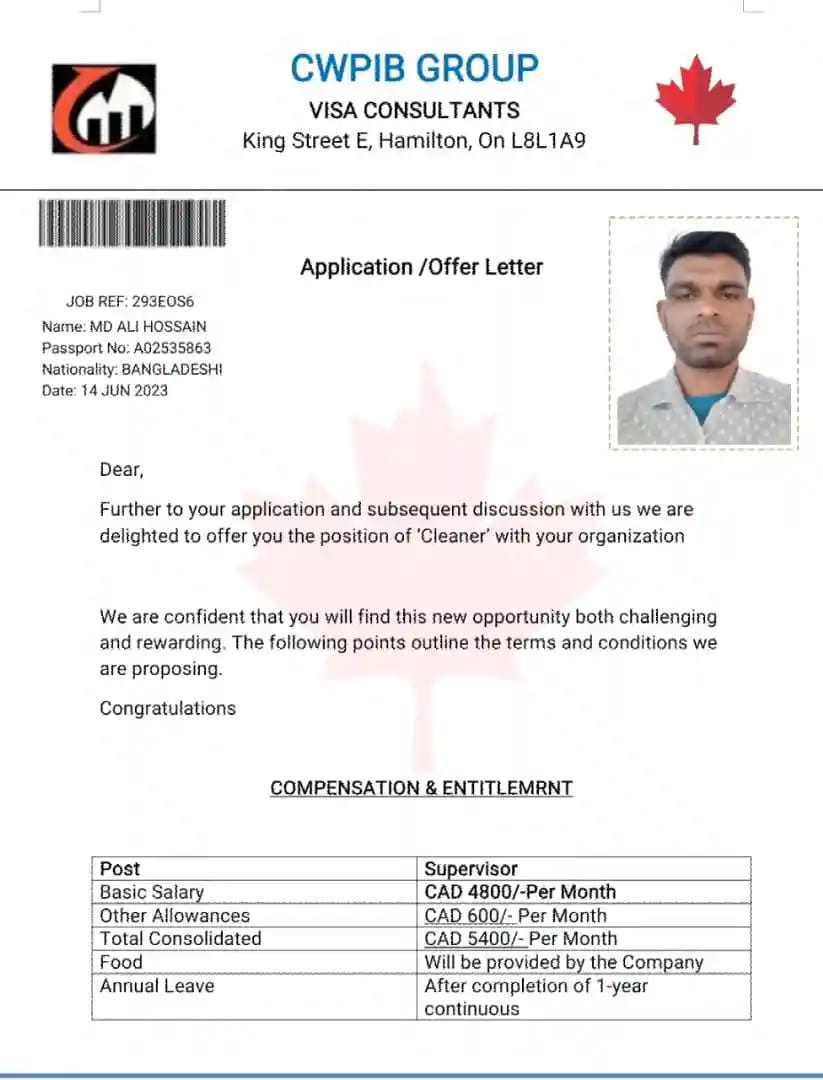 CWPIB GROUP
VISA CONSULTANTS
King Street E, Hamilton, On L8L1A9
Application /Offer Letter
JOB REF: 293EOS6
Name: MD ALI HOSSAIN
Passport No: A02535863
Nationality: BANGLADESHI
Date: 14 JUN 2023
Dear,
Further to your application and subsequent discussion with us we are
delighted to offer you the position of ‘Cleaner’ with your organization
We are confident that you will find this new opportunity both challenging
and rewarding. The following points outline the terms and conditions we
are proposing.
Congratulations
COMPENSATION & ENTITLEMRNT
Post Supervisor
Basic Salary CAD 4800/-Per Month
Other Allowances CAD 600/- Per Month
Total Consolidated CAD 5400/- Per Month
Food Will be provided by the Company
Annual Leave After completion of 1-year
continuous